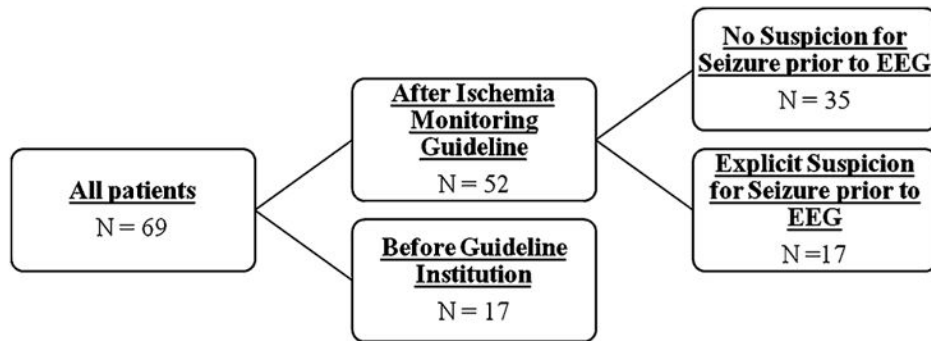 All patients
N = 69
After Ischemia
Monitoring
Guideline
N = 52
Before Guideline
Institution
N = 17
No Suspicion for
Seizure prior to EEG
N = 35
Explicit Suspicion
for Seizure prior to
EEG
N =17